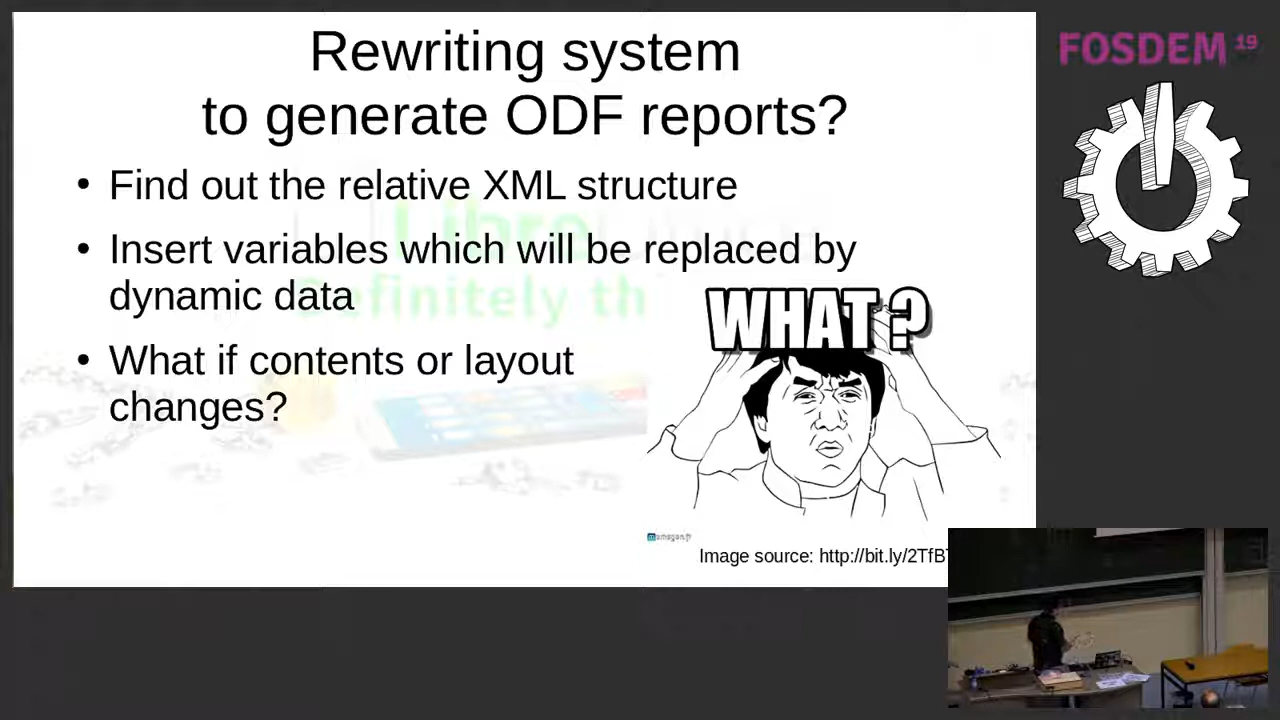 Rewriting system
to generate ODF reports?
• Find out the relative XML structure
• Insert variables which will be replaced by
dynamic data
• What if contents or layout
changes?
WHAT ?
Image source: http://bit.ly/2TfB
FOSDEM 19